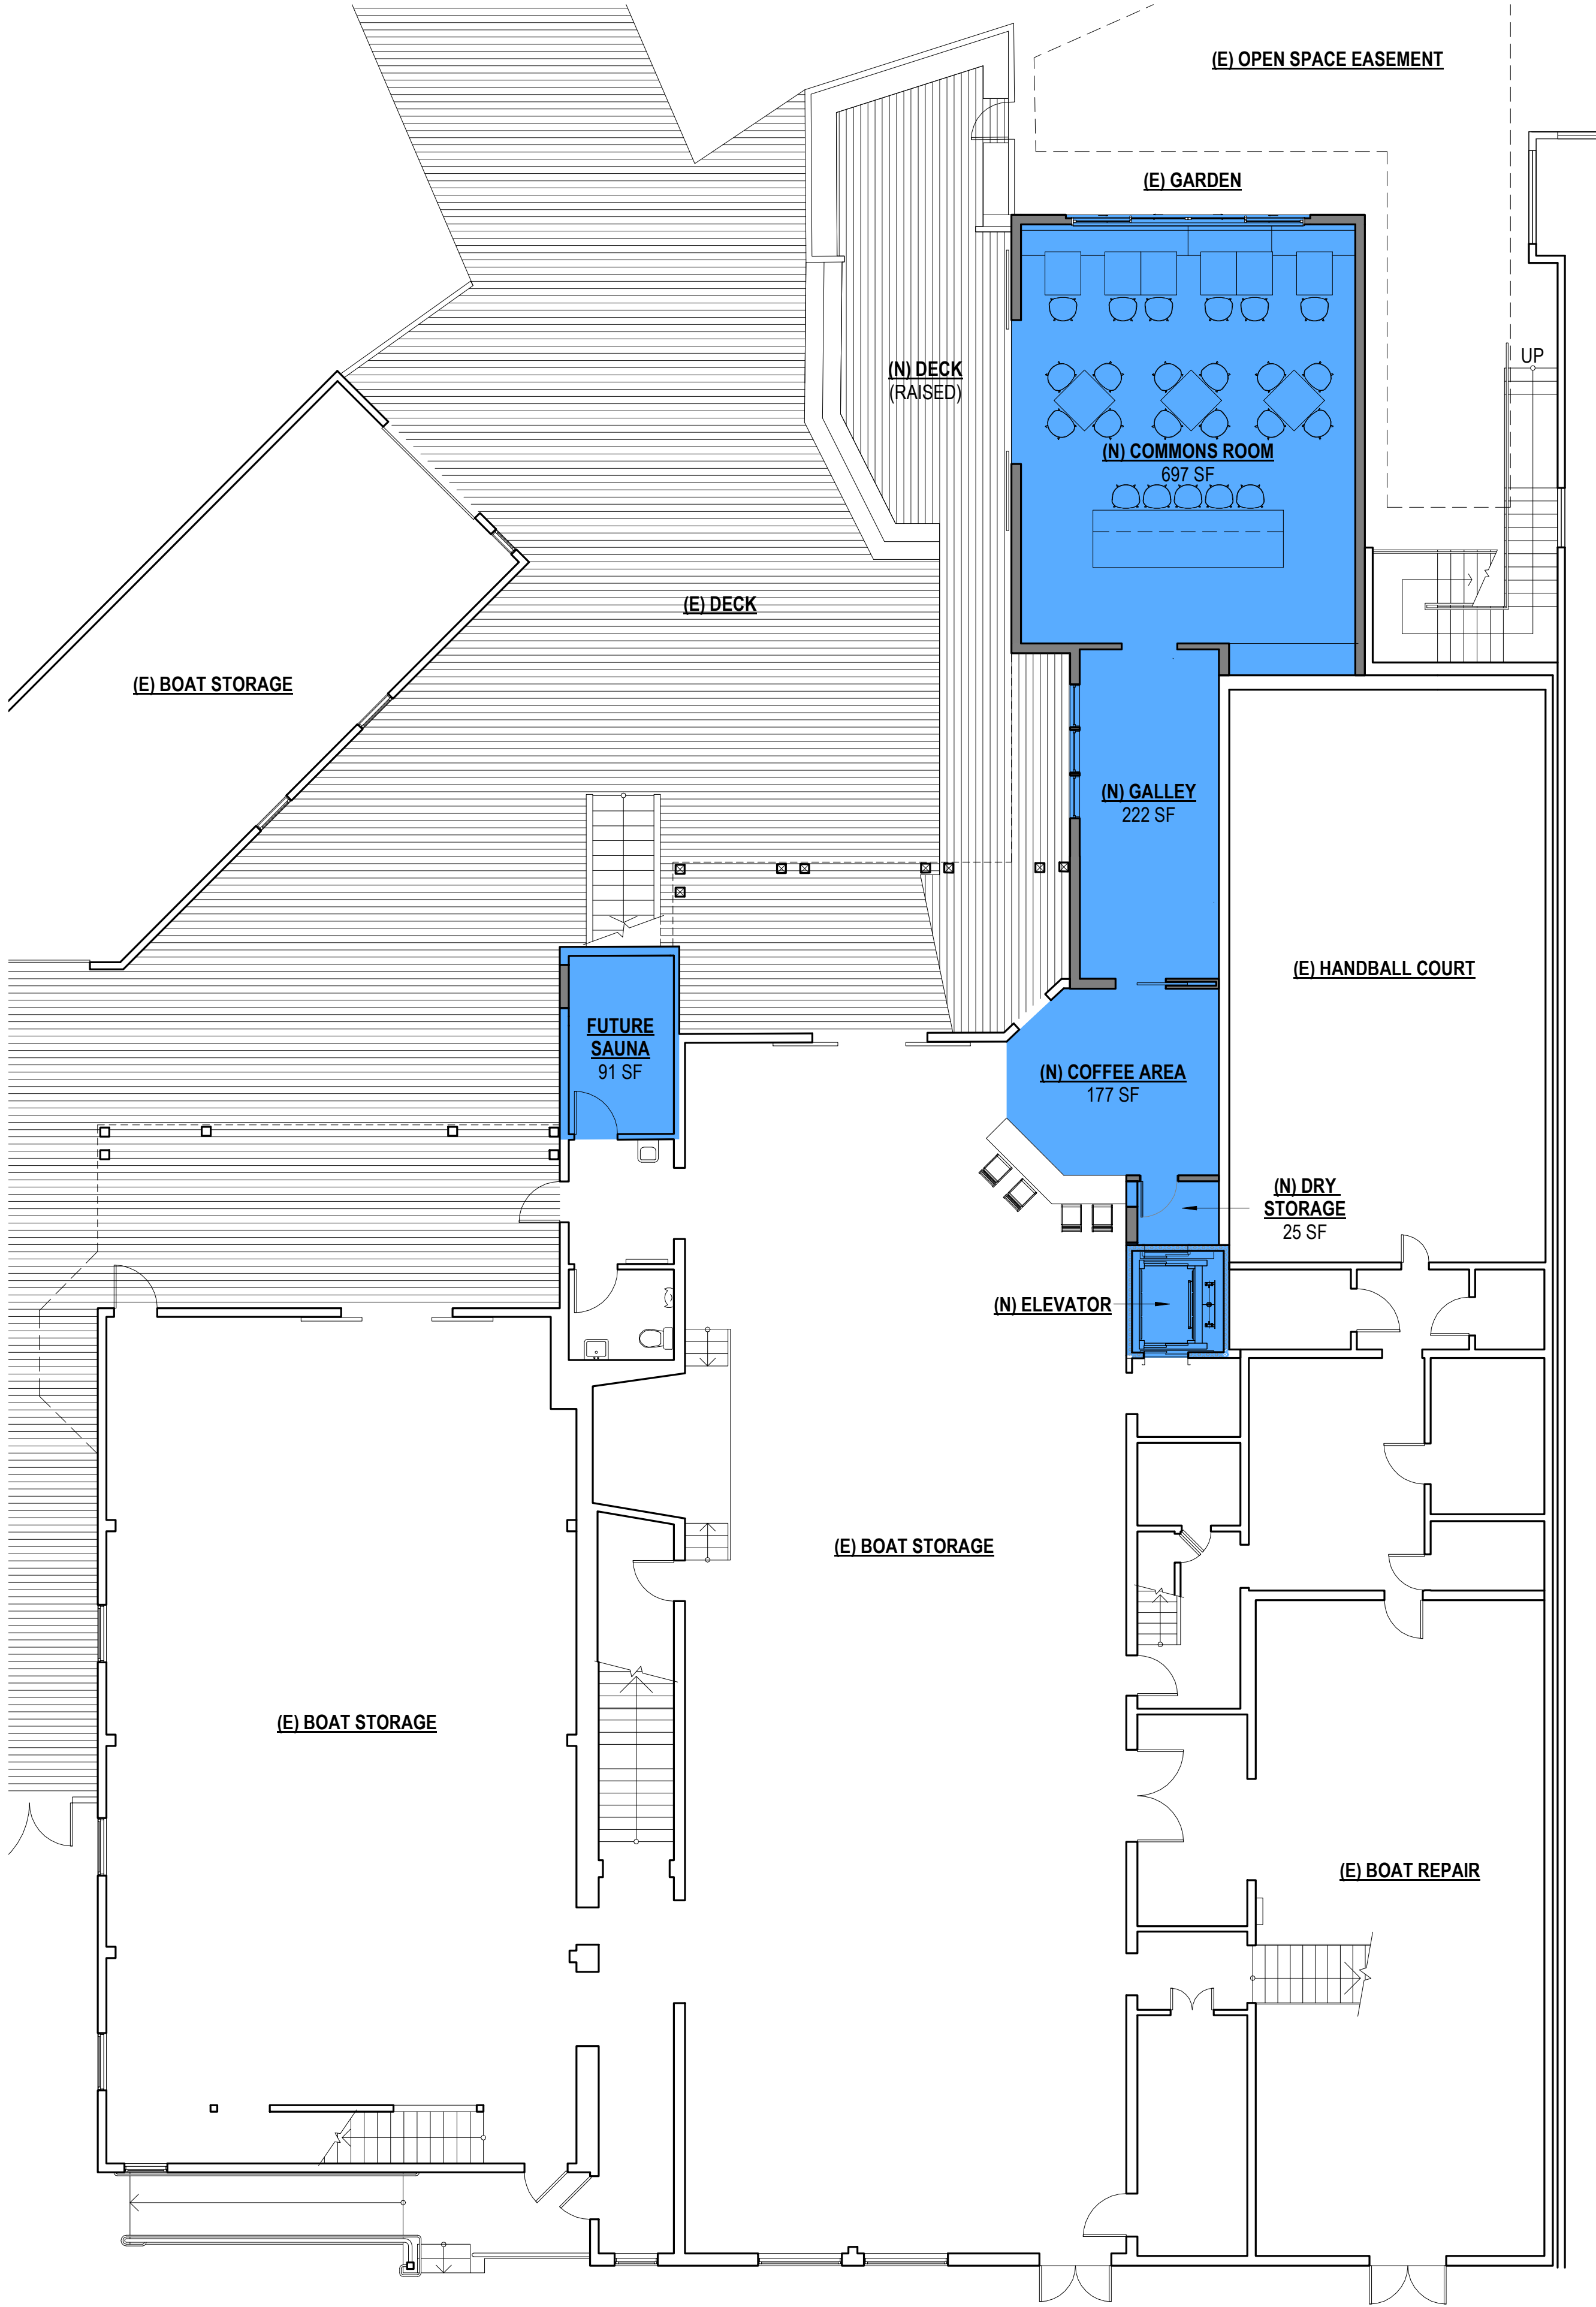 (E) OPEN SPACE EASEMENT
(E) GARDEN
UP
(N) DECK
(RAISED)
(N) COMMONS ROOM
697 SF
(E) DECK
(E) BOAT STORAGE
(N) GALLEY
222 SF
(E) HANDBALL COURT
FUTURE
SAUNA
91 SF
(N) COFFEE AREA
177 SF
(N) DRY
STORAGE
25 SF
(N) ELEVATOR
(E) BOAT STORAGE
(E) BOAT STORAGE
(E) BOAT REPAIR